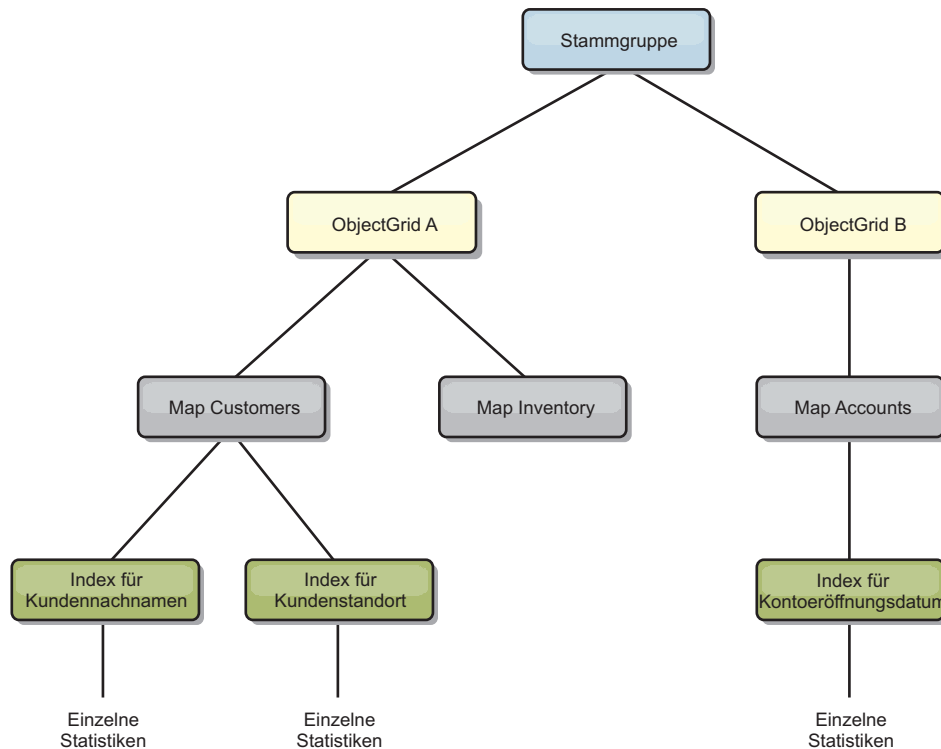 Stammgruppe
ObjectGrid A
ObjectGrid B
Map Customers
Map Inventory
Map Accounts
Index für
Kundennachnamen
Index für
Kundenstandort
Index für
Kontoeröffnungsdatum
Einzelne
Statistiken
Einzelne
Statistiken
Einzelne
Statistiken